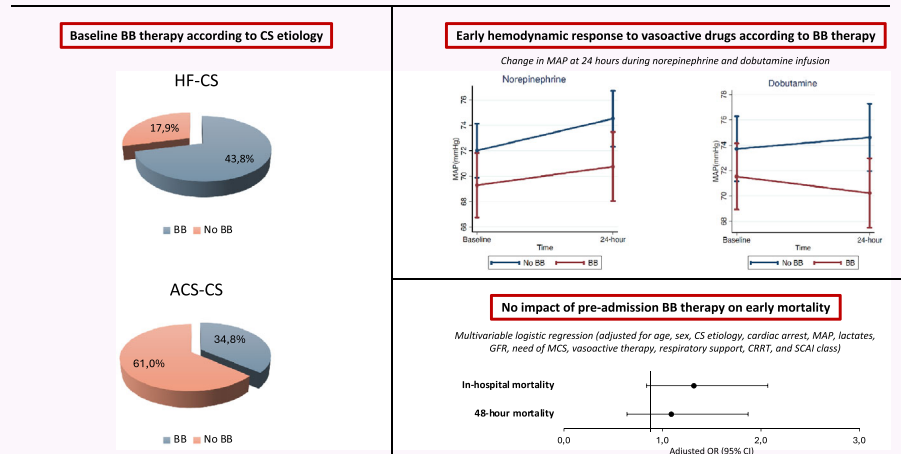 Baseline BB therapy according to CS etiology
HF-CS
17,9%
43,8%
BB No BB
ACS-CS
34,8%
61,0%
BB No BB
Early hemodynamic response to vasoactive drugs according to BB therapy
Change in MAP at 24 hours during norepinephrine and dobutamine infusion
Norepinephrine
MAP(mmHg)
76
74
72
70
68
66
Baseline 24-hour
Time
No BB BB
Dobutamine
MAP(mmHg)
78
76
74
72
70
68
Baseline 24-hour
Time
No BB BB
No impact of pre-admission BB therapy on early mortality
Multivariable logistic regression (adjusted for age, sex, CS etiology, cardiac arrest, MAP, lactates,
GFR, need of MCS, vasoactive therapy, respiratory support, CRRT, and SCAI class)
In-hospital mortality
48-hour mortality
0,0 1,0 2,0 3,0
Adjusted OR (95% CI)